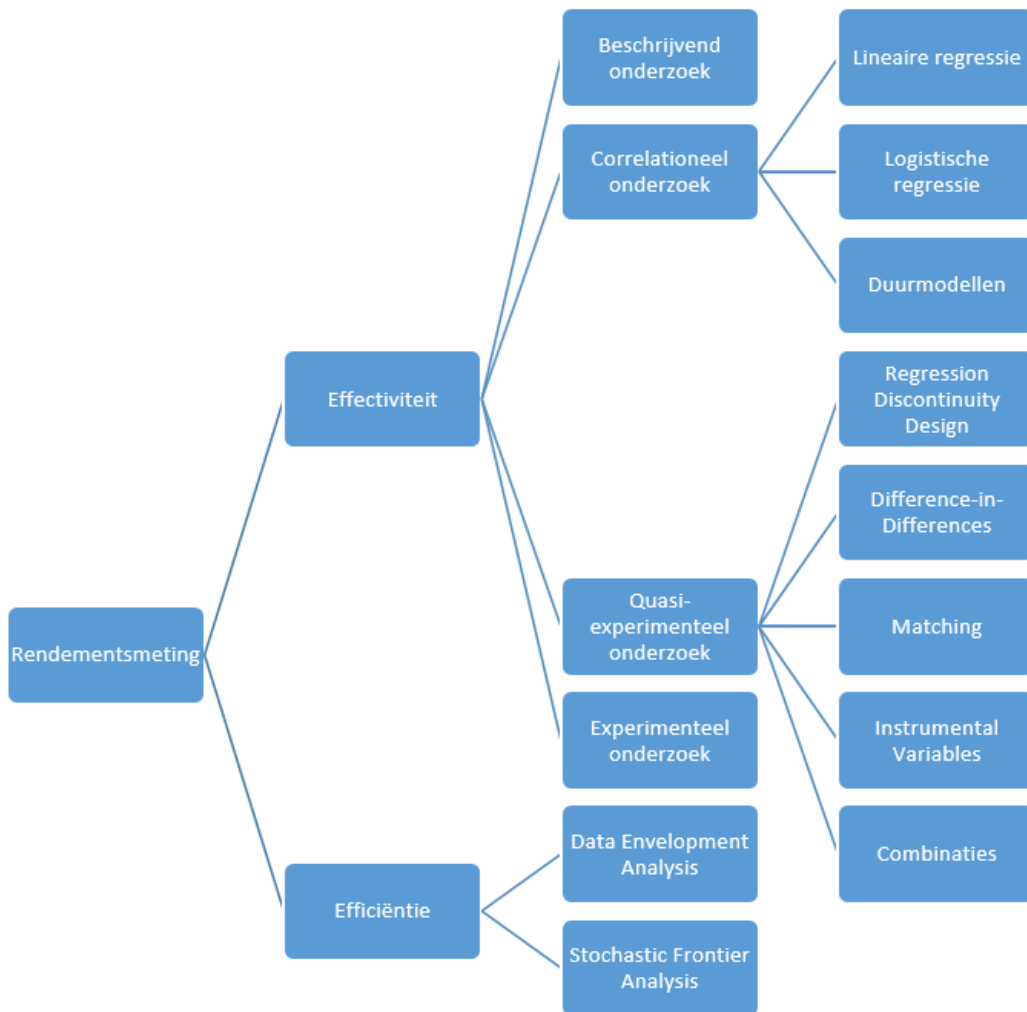 Beschrijvend
onderzoek
Lineaire regressie
Correlationeel
onderzoek
Logistische
regressie
Duurmodellen
Effectiviteit
Regression
Discontinuity
Design
Difference-in-
Differences
Rendementsmeting
Quasi-
experimenteel
onderzoek
Matching
Experimenteel
onderzoek
Instrumental
Variables
Data Envelopment
Analysis
Combinaties
Efficiëntie
Stochastic Frontier
Analysis